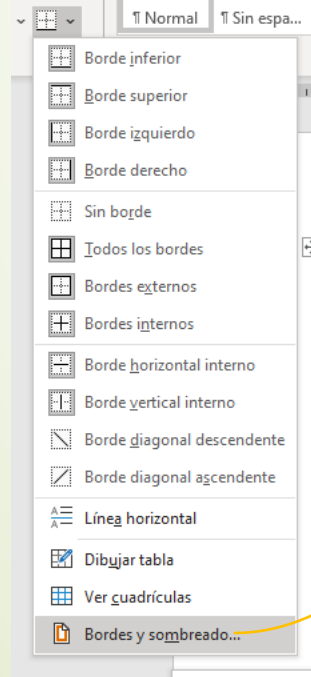 ¶ Normal ¶ Sin espa...
Borde inferior
Borde superior
Borde izquierdo
Borde derecho
Sin borde
Todos los bordes
Bordes externos
Bordes internos
Borde horizontal interno
Borde vertical interno
Borde diagonal descendente
Borde diagonal ascendente
Línea horizontal
Dibujar tabla
Ver cuadrículas
Bordes y sombreado...